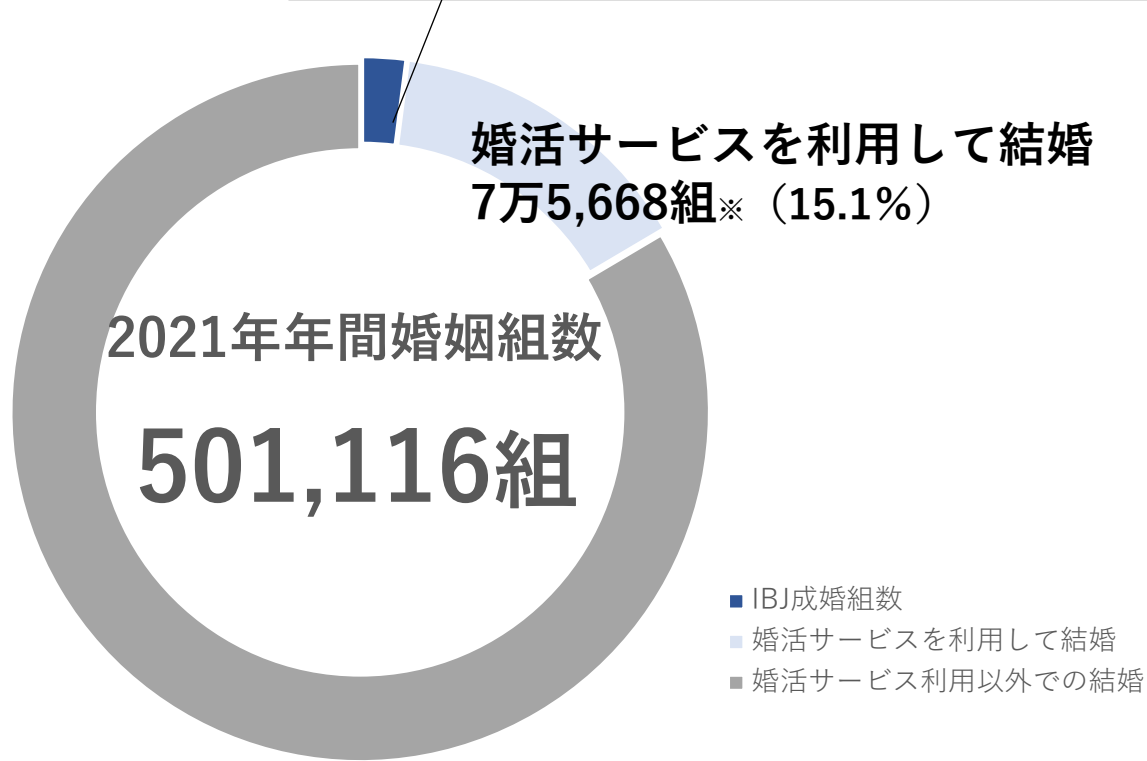 婚活サービスを利用して結婚
7万5,668組※（15.1%）
2021年年間婚姻組数
501,116組
IBJ成婚組数
婚活サービスを利用して結婚
婚活サービス利用以外での結婚